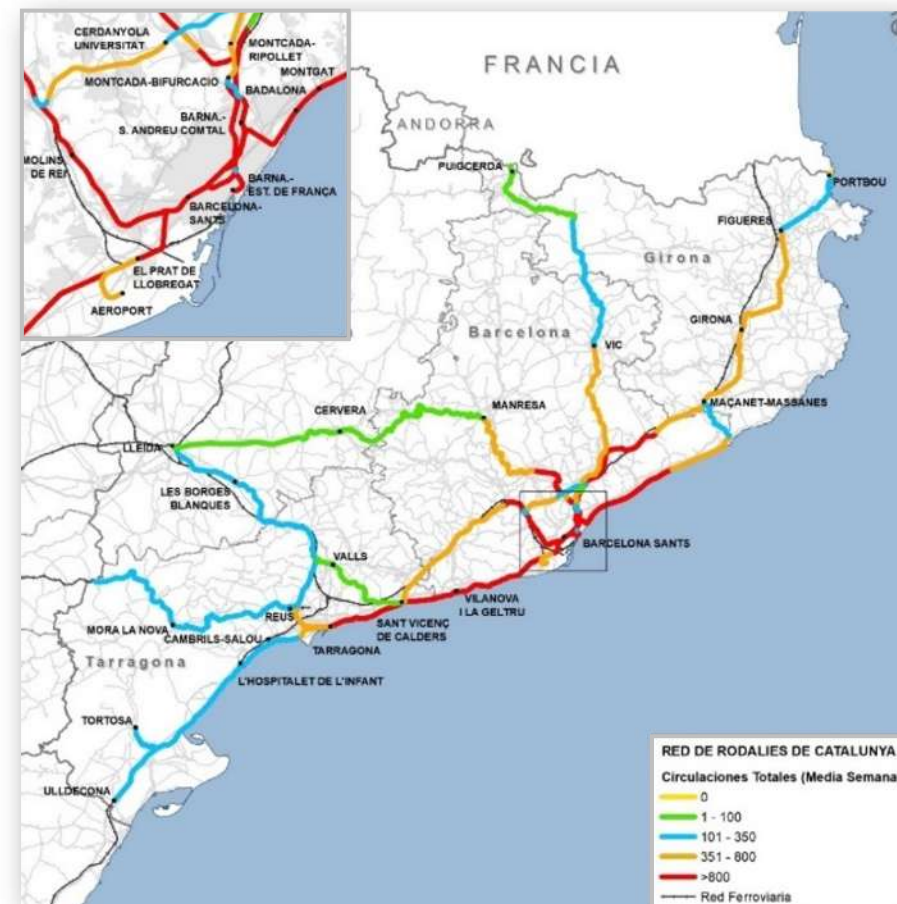 CERDANYOLA
UNIVERSITAT
MONTCADA-
RIPOLLET
MONTGAT
MONTCADA-BIFURCACIO
BADALONA
BARNA.-
S. ANDREU COMTAL
MOLINS
DE REI
BARNA.-
EST. DE FRANÇA
BARCELONA-
SANTS
EL PRAT DE
LLOBREGAT
AEROPORT
FRANCIA
ANDORRA
PUIGCERDA
PORTBOU
FIGUERES
Girona
GIRONA
Barcelona
VIC
MAÇANET-MASSANES
MANRESA
CERVERA
LLEIDA
LES BORGES
BLANQUES
BARCELONA SANTS
VALLS
VILANOVA
I LA GELTRU
REUS
SANT VICENÇ
DE CALDERS
MORA LA NOVA
CAMBRILS-SALOU
TARRAGONA
Tarragona
L'HOSPITALET DE L'INFANT
TORTOSA
ULLDECONA
RED DE RODALIES DE CATALUNYA
Circulaciones Totales (Media Semana
0
1 - 100
101 - 350
351 - 800
>800
Red Ferroviaria